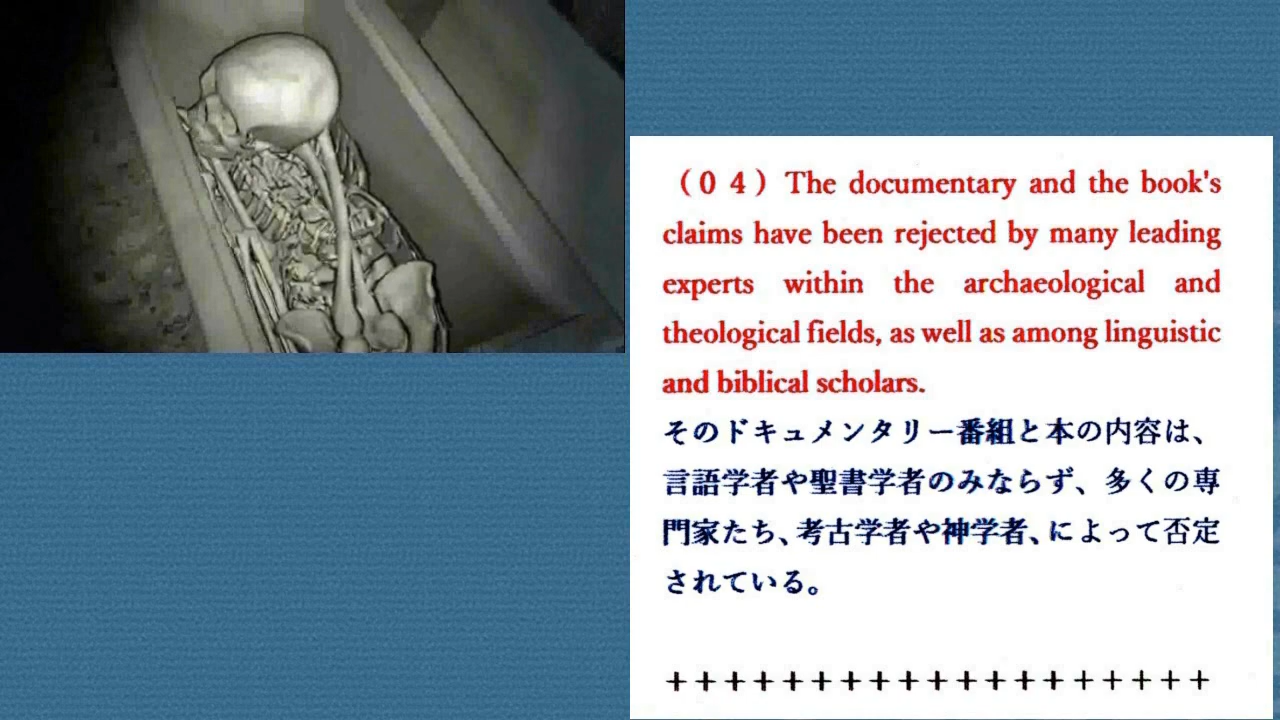 （０４）The documentary and the book's
claims have been rejected by many leading
experts within the archaeological and
theological fields, as well as among linguistic
and biblical scholars.
そのドキュメンタリー番組と本の内容は、
言語学者や聖書学者のみならず、多くの専
門家たち、考古学者や神学者、によって否定
されている。
+++++++++++++++++++